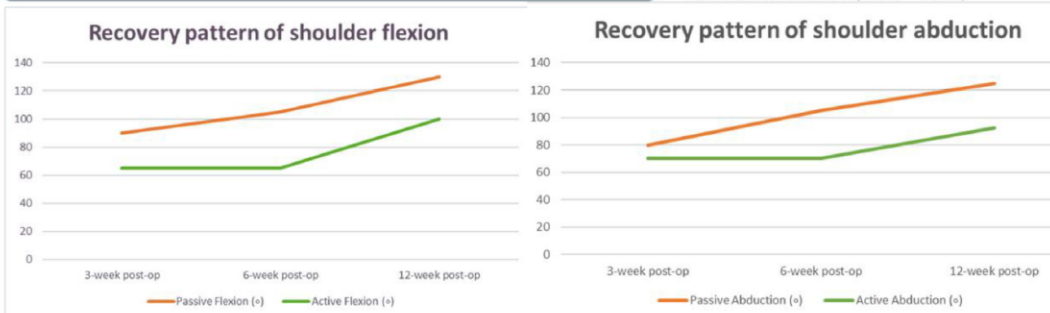 Recovery pattern of shoulder flexion
140
120
100
80
60
40
20
0
3-week post-op 6-week post-op 12-week post-op
Passive Flexion (∘) Active Flexion (∘)
Recovery pattern of shoulder abduction
140
120
100
80
60
40
20
0
3-week post-op 6-week post-op 12-week post-op
Passive Abduction (∘) Active Abduction (∘)